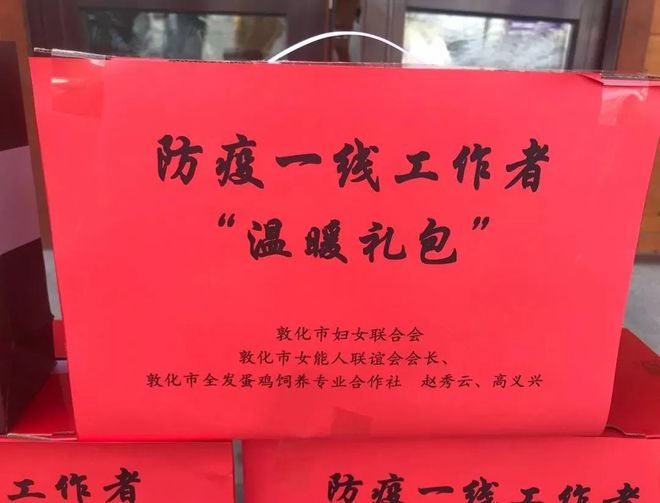 防疫一线工作者
“温暖礼包”
敦化市妇女联合会
敦化市女能人联谊会会长、
敦化市全发蛋鸡饲养专业合作社 赵秀云、高义兴
工作者
防疫一线工作者